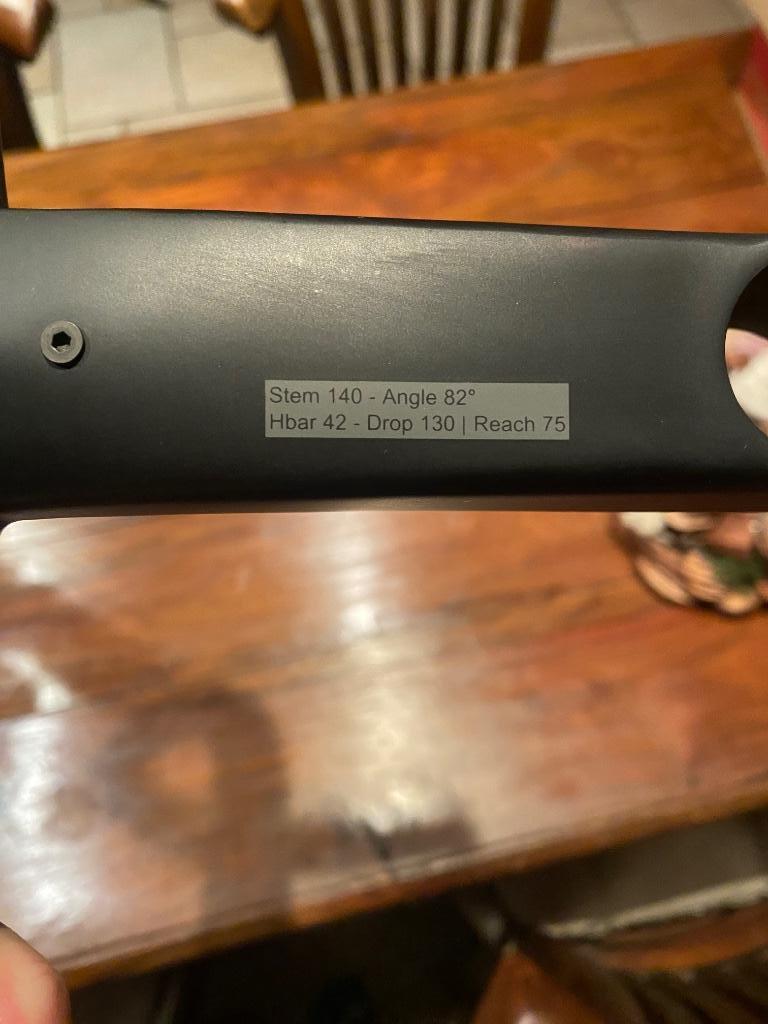 Stem 140 - Angle 82°
Hbar 42 - Drop 130 | Reach 75